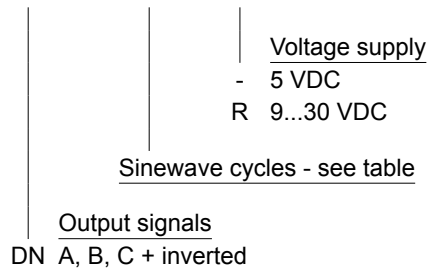 Voltage supply
- 5 VDC
R 9...30 VDC
Sinewave cycles - see table
Output signals
DN A, B, C + inverted